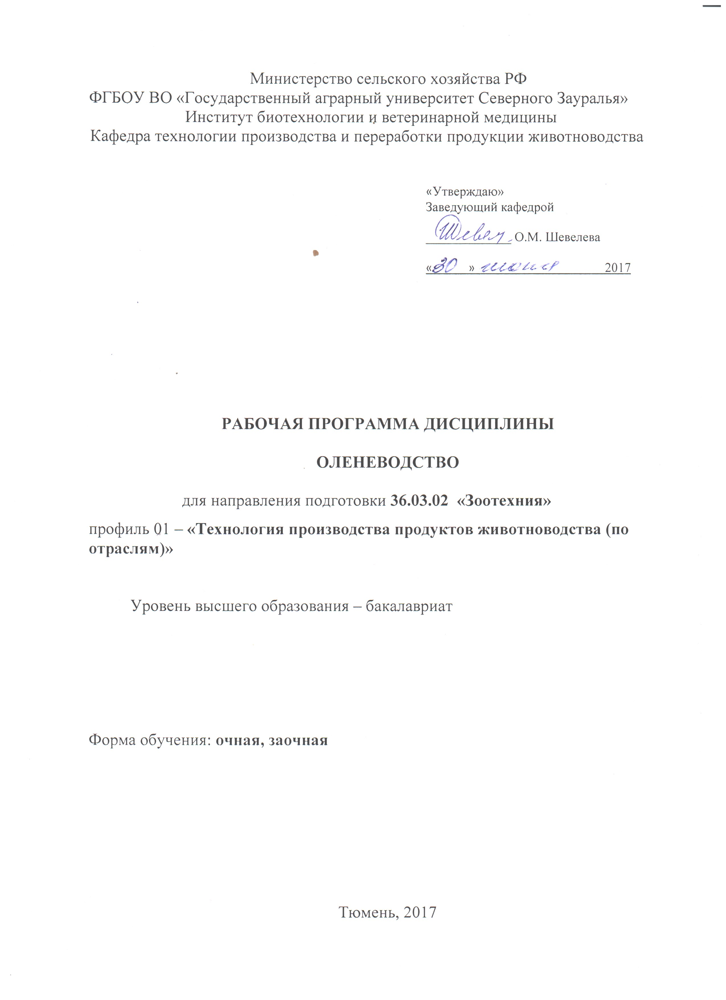 Министерство сельского хозяйства РФ
ФГБОУ ВО «Государственный аграрный университет Северного Зауралья»
Институт биотехнологии и ветеринарной медицины
Кафедра технологии производства и переработки продукции животноводства
«Утверждаю»
Заведующий кафедрой
О.М. Шевелева
«30» июня 2017
РАБОЧАЯ ПРОГРАММА ДИСЦИПЛИНЫ
ОЛЕНЕВОДСТВО
для направления подготовки 36.03.02 «Зоотехния»
профиль 01 – «Технология производства продуктов животноводства (по
отраслям)»
Уровень высшего образования – бакалавриат
Форма обучения: очная, заочная
Тюмень, 2017